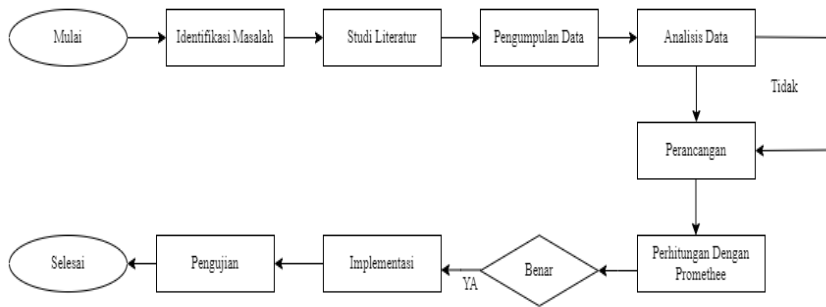 Mulai
Identifikasi Masalah
Studi Literatur
Pengumpulan Data
Analisis Data
Tidak
Perancangan
Perhitungan Dengan
Promethee
Benar
YA
Implementasi
Pengujian
Selesai